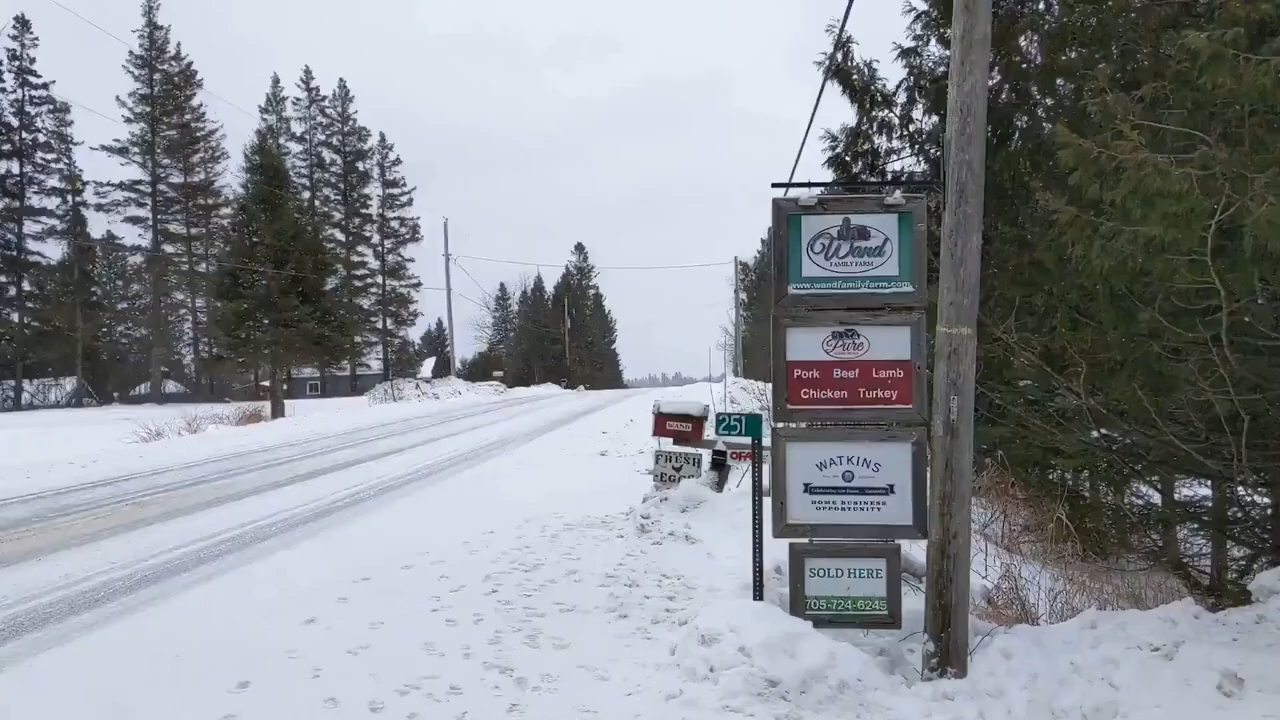 Wand
FAMILY FARM
www.wandfamilyfarm.com
Pure
Pork Beef Lamb
Chicken Turkey
WATKINS
HOME BUSINESS
OPPORTUNITY
SOLD HERE
705-724-6245
251
WAND
FRESH
EGGS